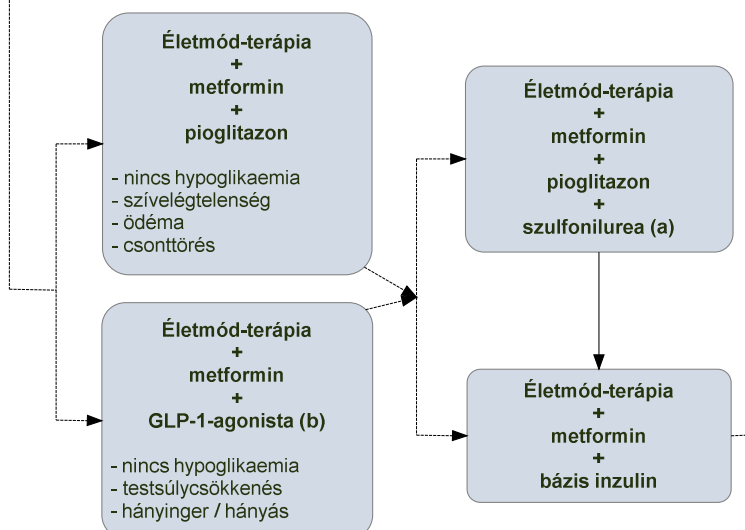 Életmód-terápia
+
metformin
+
pioglitazon
- nincs hypoglikaemia
- szívelégtelenség
- ödéma
- csonttörés
Életmód-terápia
+
metformin
+
GLP-1-agonista (b)
- nincs hypoglikaemia
- testsúlycsökkenés
- hányinger / hányás
Életmód-terápia
+
metformin
+
pioglitazon
+
szulfonilurea (a)
Életmód-terápia
+
metformin
+
bázis inzulin